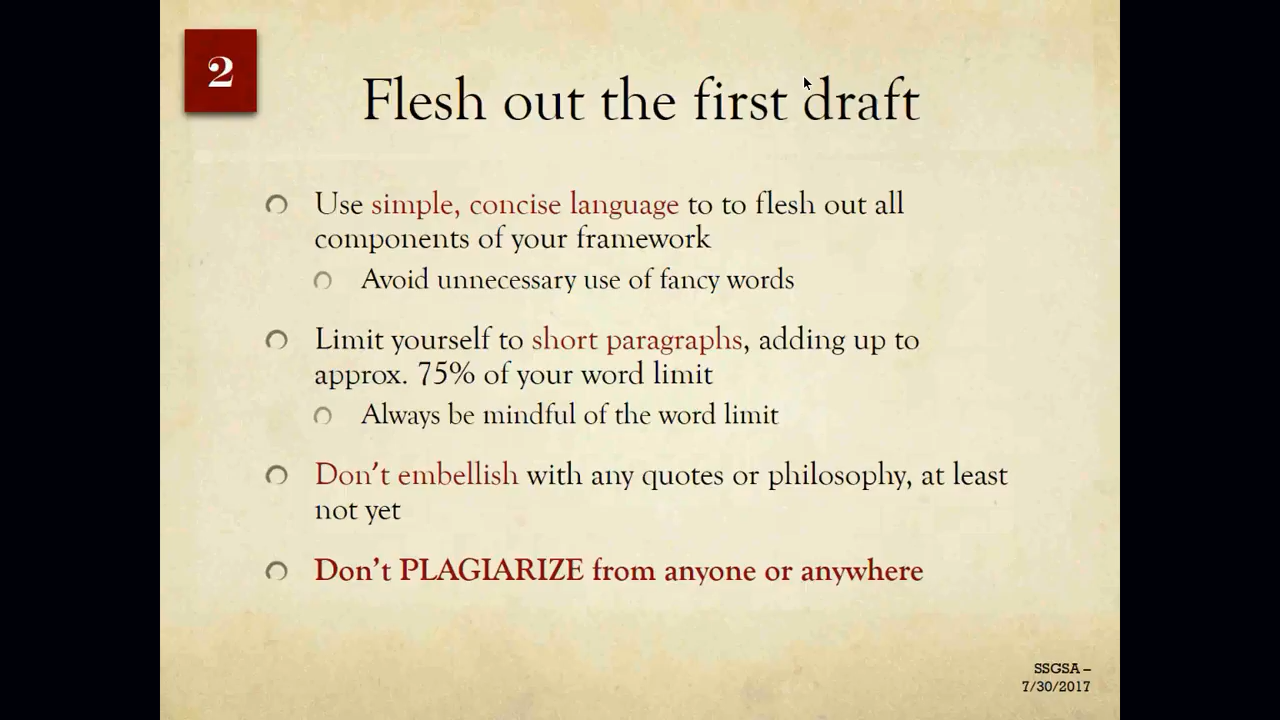 2
Flesh out the first draft
Use simple, concise language to to flesh out all
components of your framework
Avoid unnecessary use of fancy words
Limit yourself to short paragraphs, adding up to
approx. 75% of your word limit
Always be mindful of the word limit
Don't embellish with any quotes or philosophy, at least
not yet
Don't PLAGIARIZE from anyone or anywhere
SSGSA –
7/30/2017